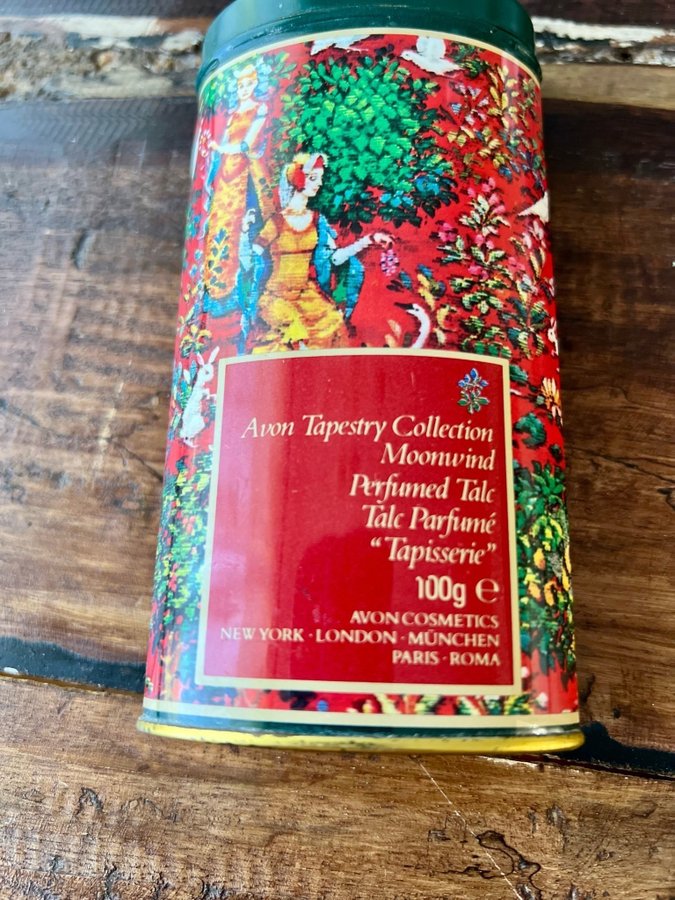 Avon Tapestry Collection
Moonwind
Perfumed Talc
Talc Parfumé
“Tapisserie”
100g ℮
AVON COSMETICS
NEW YORK · LONDON · MÜNCHEN
PARIS · ROMA